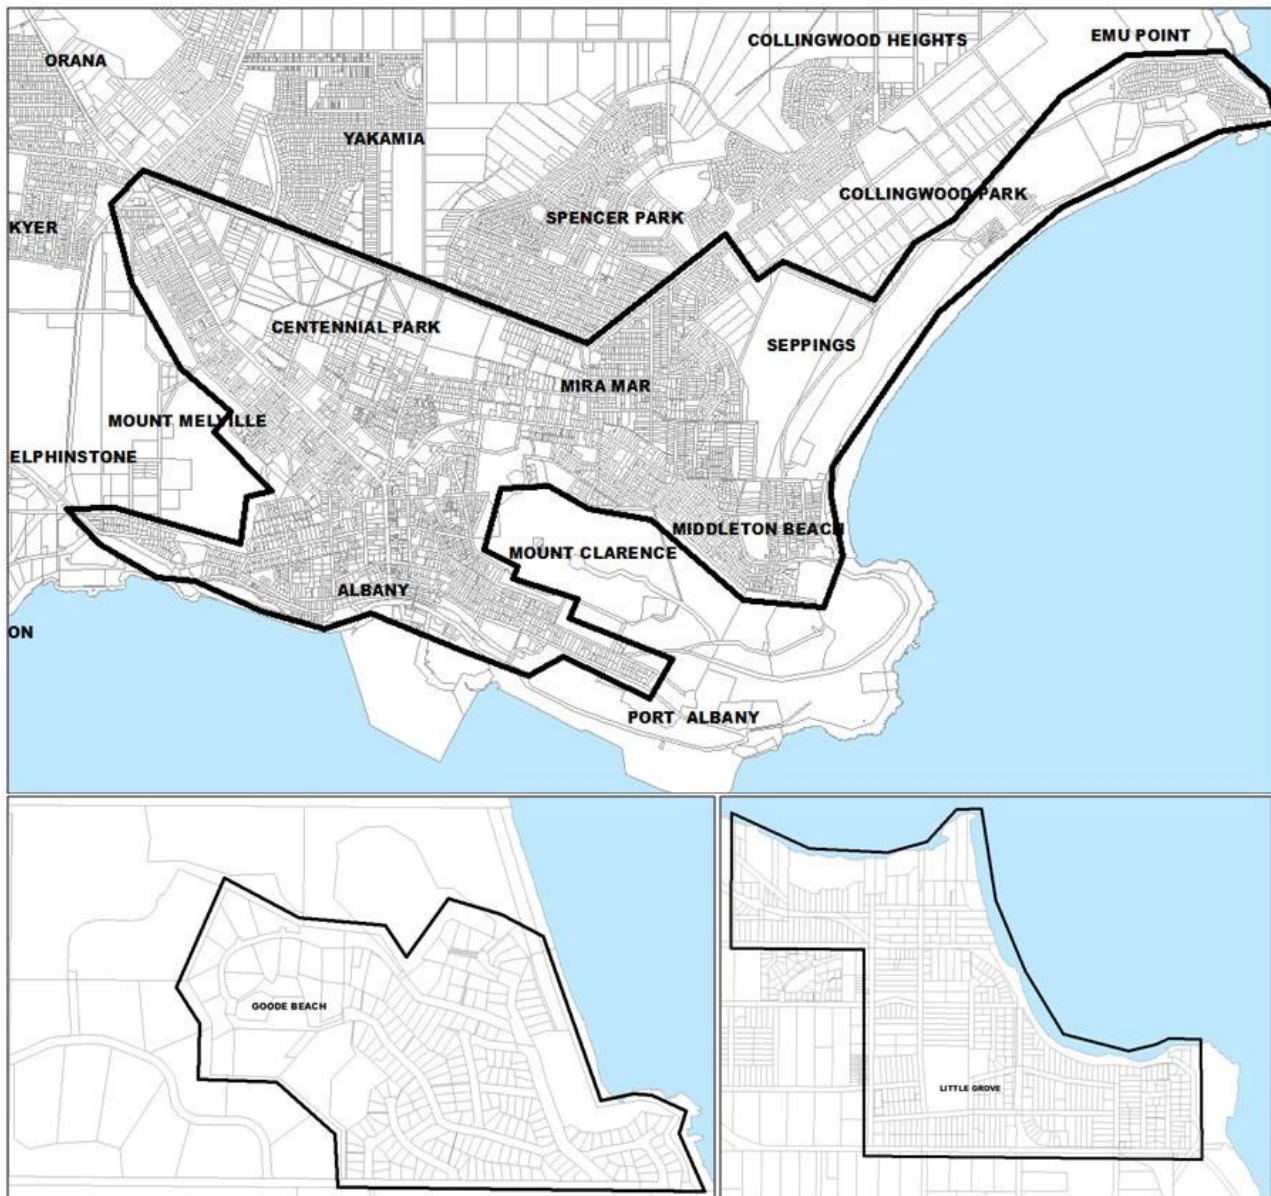 COLLINGWOOD HEIGHTS
EMU POINT
ORANA
YAKAMIA
COLLINGWOOD PARK
SPENCER PARK
KYER
CENTENNIAL PARK
SEPPINGS
MIRA MAR
MOUNT MELVILLE
ELPHINSTONE
MIDDLETON BEACH
MOUNT CLARENCE
ALBANY
ON
PORT ALBANY
GOODE BEACH
LITTLE GROVE